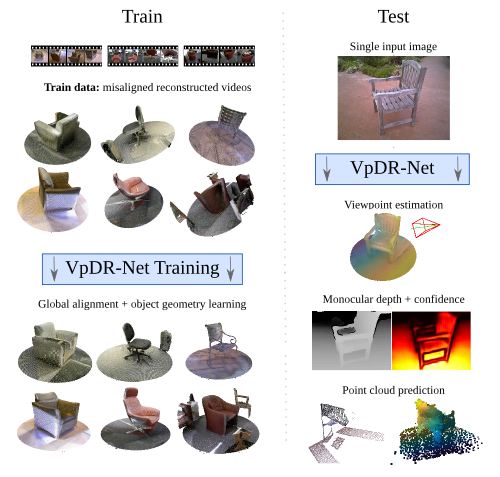 Train
Train data: misaligned reconstructed videos
VpDR-Net Training
Global alignment + object geometry learning
Test
Single input image
VpDR-Net
Viewpoint estimation
Monocular depth + confidence
Point cloud prediction